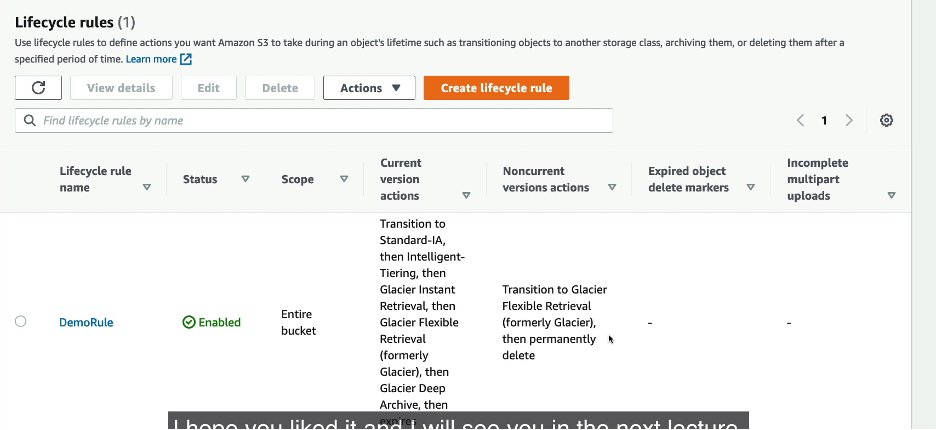 Lifecycle rules (1)
Use lifecycle rules to define actions you want Amazon S3 to take during an object's lifetime such as transitioning objects to another storage class, archiving them, or deleting them after a
specified period of time. Learn more
View details
Edit
Delete
Actions
Create lifecycle rule
Find lifecycle rules by name
1
Lifecycle rule
name
Status
Scope
Current
version
actions
Noncurrent
versions actions
Expired object
delete markers
Incomplete
multipart
uploads
DemoRule
Enabled
Entire
bucket
Transition to
Standard-IA,
then Intelligent-
Tiering, then
Glacier Instant
Retrieval, then
Glacier Flexible
Retrieval
(formerly
Glacier), then
Glacier Deep
Archive, then
expires
Transition to Glacier
Flexible Retrieval
(formerly Glacier),
then permanently
delete
-
-
I hope you liked it and I will see you in the next lecture.